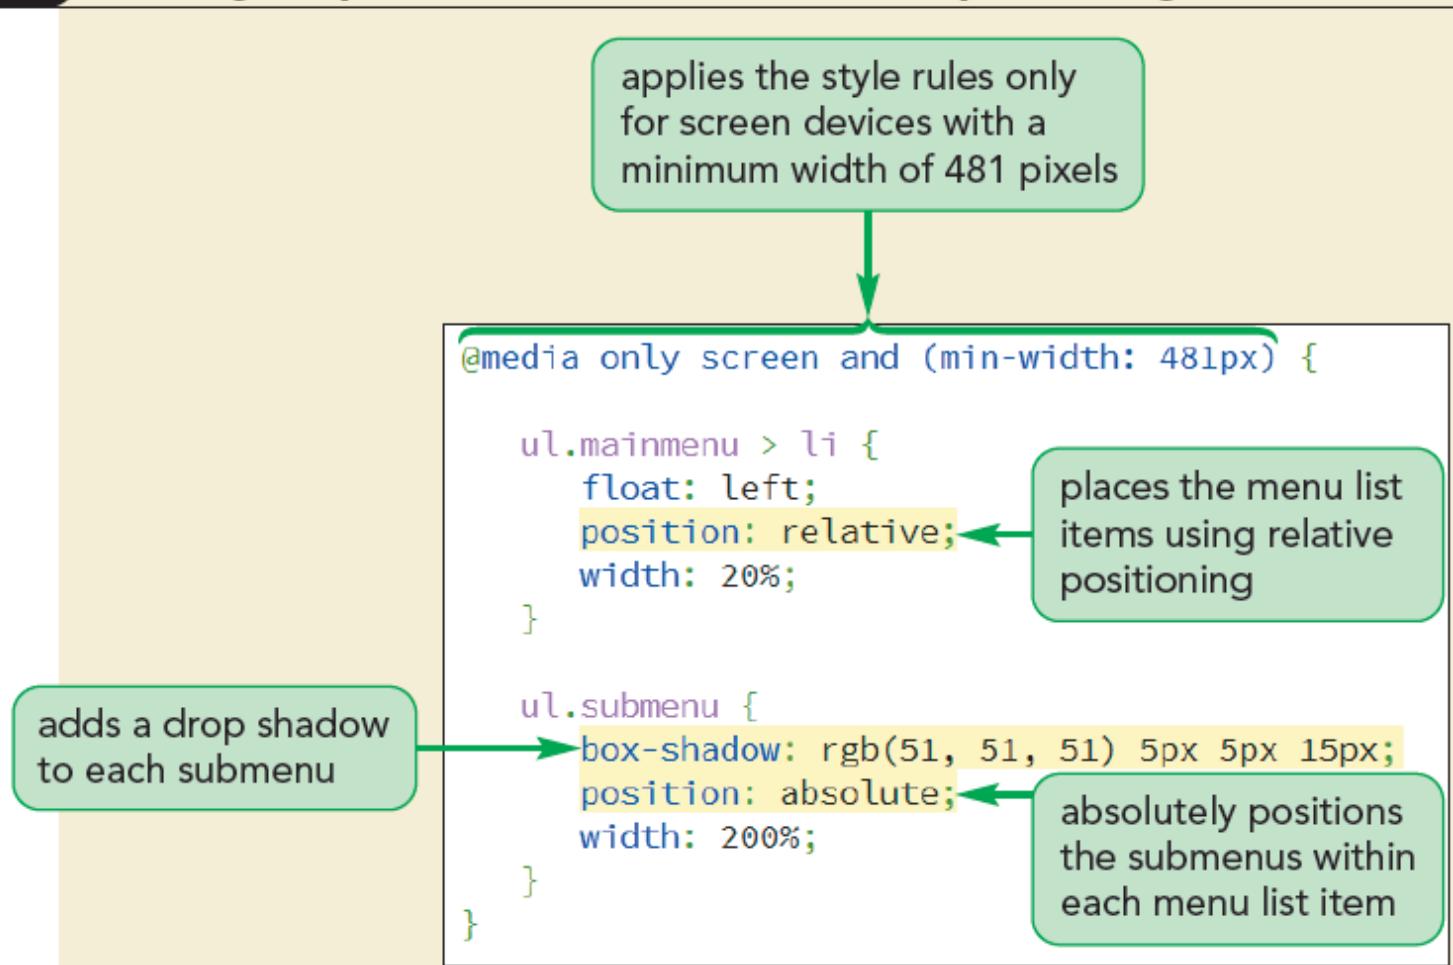 applies the style rules only
for screen devices with a
minimum width of 481 pixels
@media only screen and (min-width: 481px) {
ul.mainmenu > li {
float: left;
position: relative;
width: 20%;
}
places the menu list
items using relative
positioning
ul.submenu {
box-shadow: rgb(51, 51, 51) 5px 5px 15px;
position: absolute;
width: 200%;
}
}
adds a drop shadow
to each submenu
absolutely positions
the submenus within
each menu list item